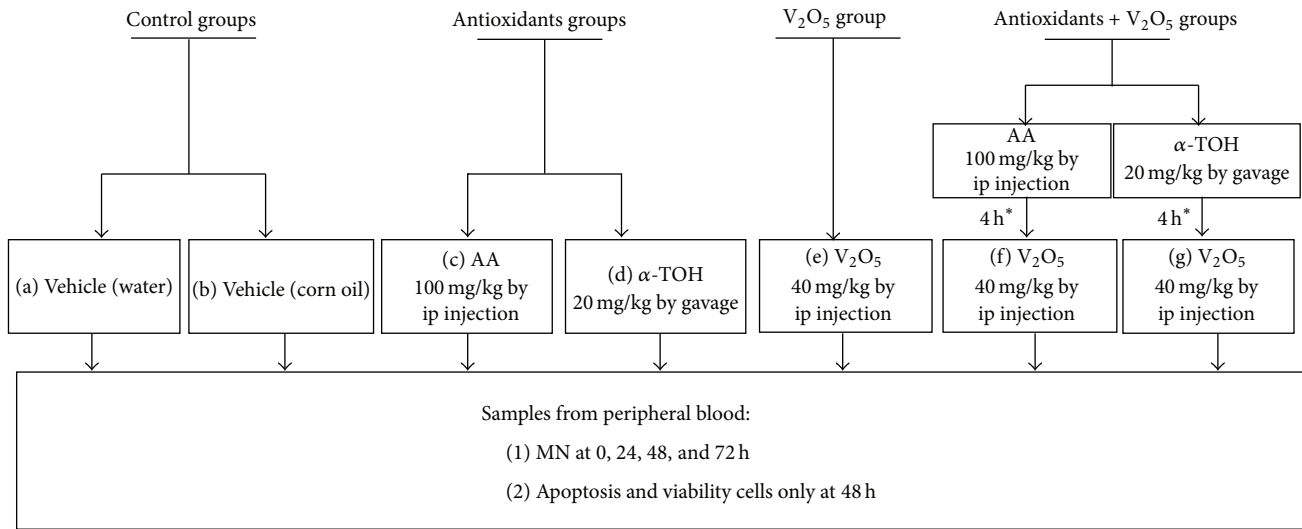 Control groups
Antioxidants groups
V₂O₅ group
Antioxidants + V₂O₅ groups
AA
100 mg/kg by
ip injection
α-TOH
20 mg/kg by gavage
4 h*
4 h*
(a) Vehicle (water)
(b) Vehicle (corn oil)
(c) AA
100 mg/kg by
ip injection
(d) α-TOH
20 mg/kg by gavage
(e) V₂O₅
40 mg/kg by
ip injection
(f) V₂O₅
40 mg/kg by
ip injection
(g) V₂O₅
40 mg/kg by
ip injection
Samples from peripheral blood:
(1) MN at 0, 24, 48, and 72 h
(2) Apoptosis and viability cells only at 48 h